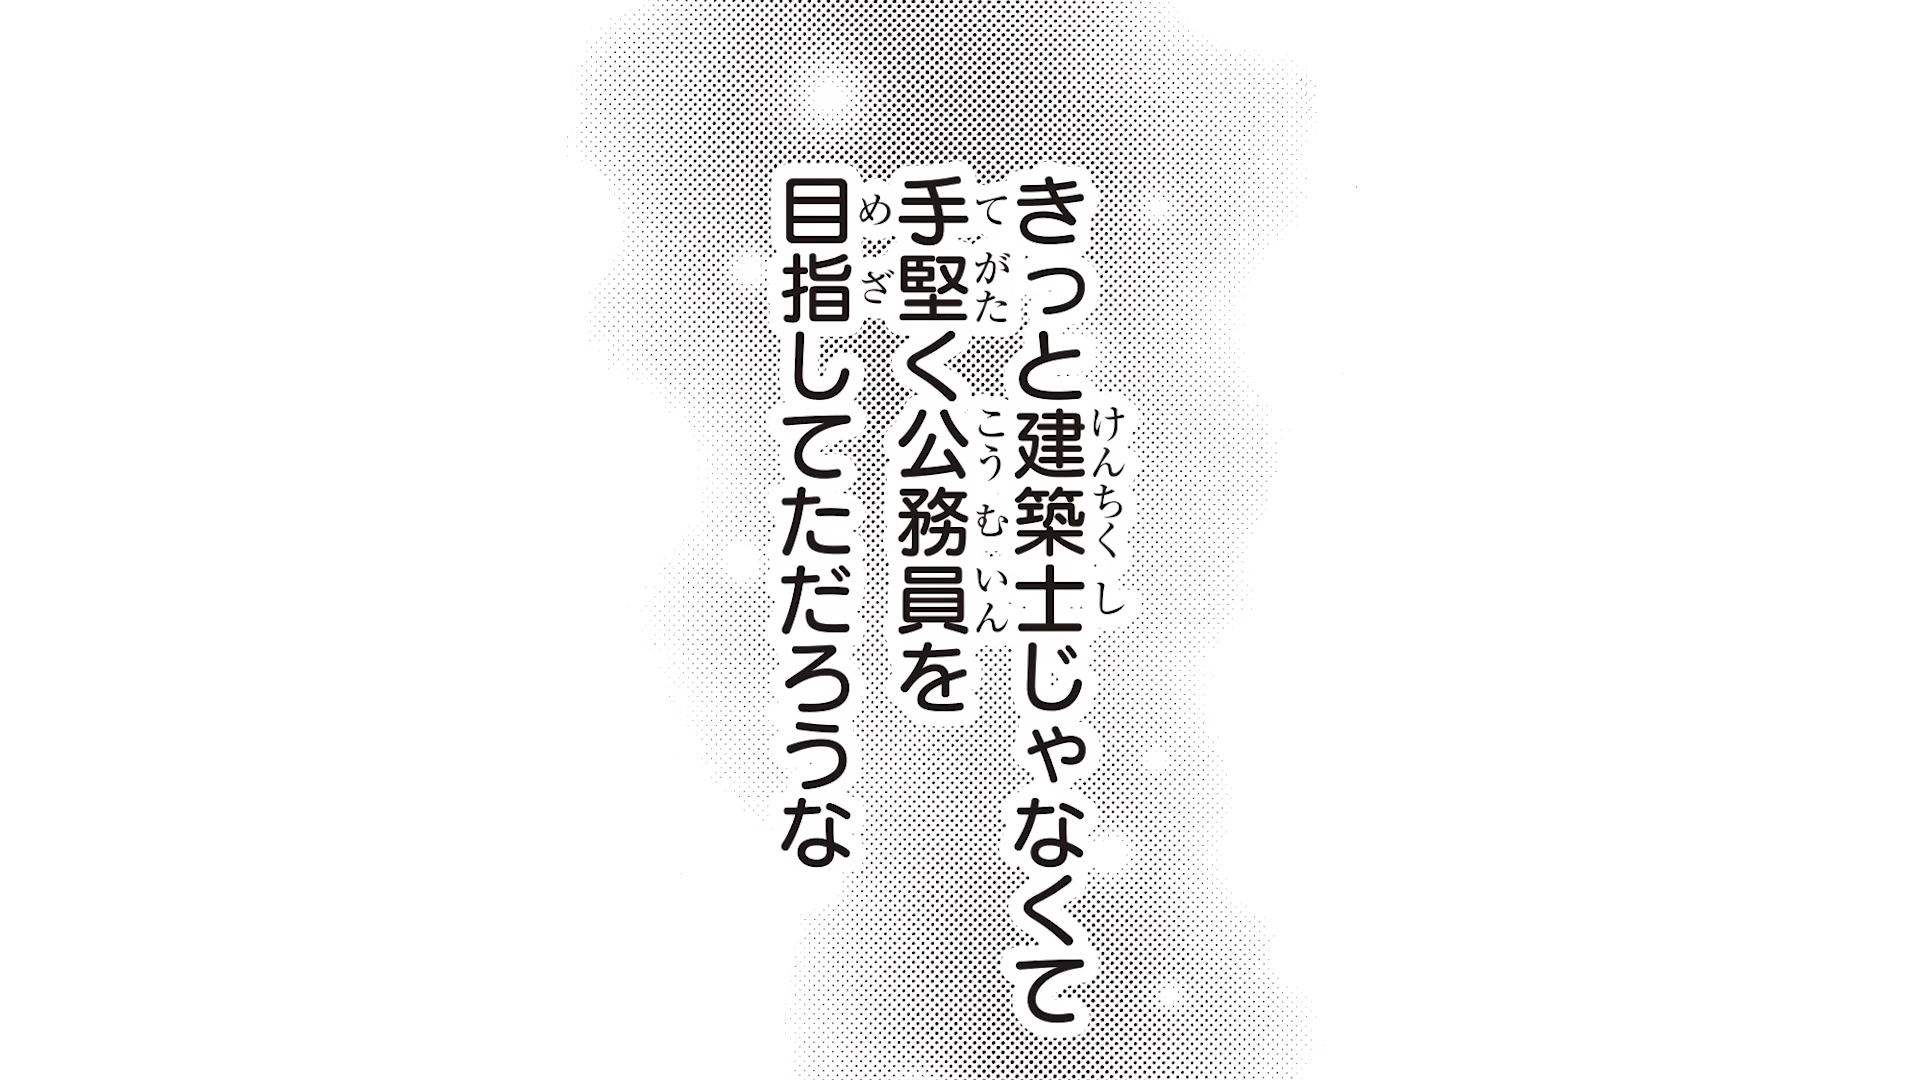 きっと建築士じゃなくて
手堅く公務員を
目指してただろうな